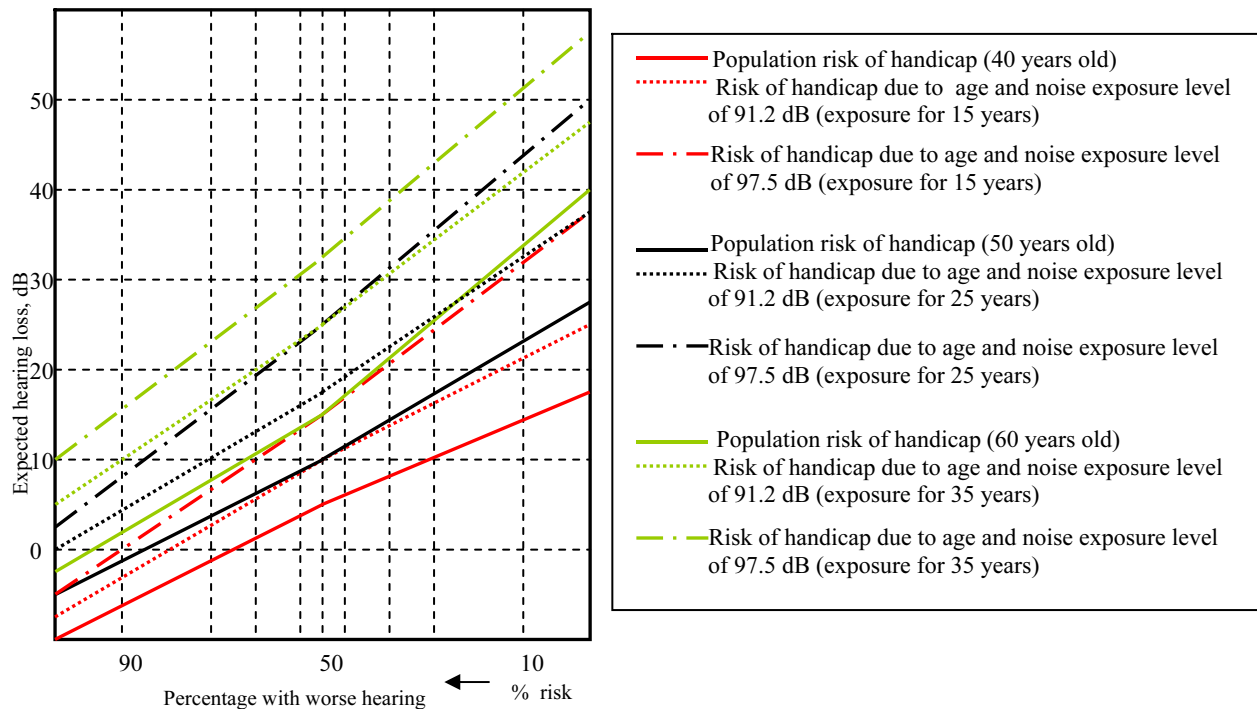 50
40
30
20
10
0
Expected hearing loss, dB
90
50
10
Percentage with worse hearing
% risk
Population risk of handicap (40 years old)
Risk of handicap due to age and noise exposure level
of 91.2 dB (exposure for 15 years)
Risk of handicap due to age and noise exposure level
of 97.5 dB (exposure for 15 years)
Population risk of handicap (50 years old)
Risk of handicap due to age and noise exposure level
of 91.2 dB (exposure for 25 years)
Risk of handicap due to age and noise exposure level
of 97.5 dB (exposure for 25 years)
Population risk of handicap (60 years old)
Risk of handicap due to age and noise exposure level
of 91.2 dB (exposure for 35 years)
Risk of handicap due to age and noise exposure level
of 97.5 dB (exposure for 35 years)